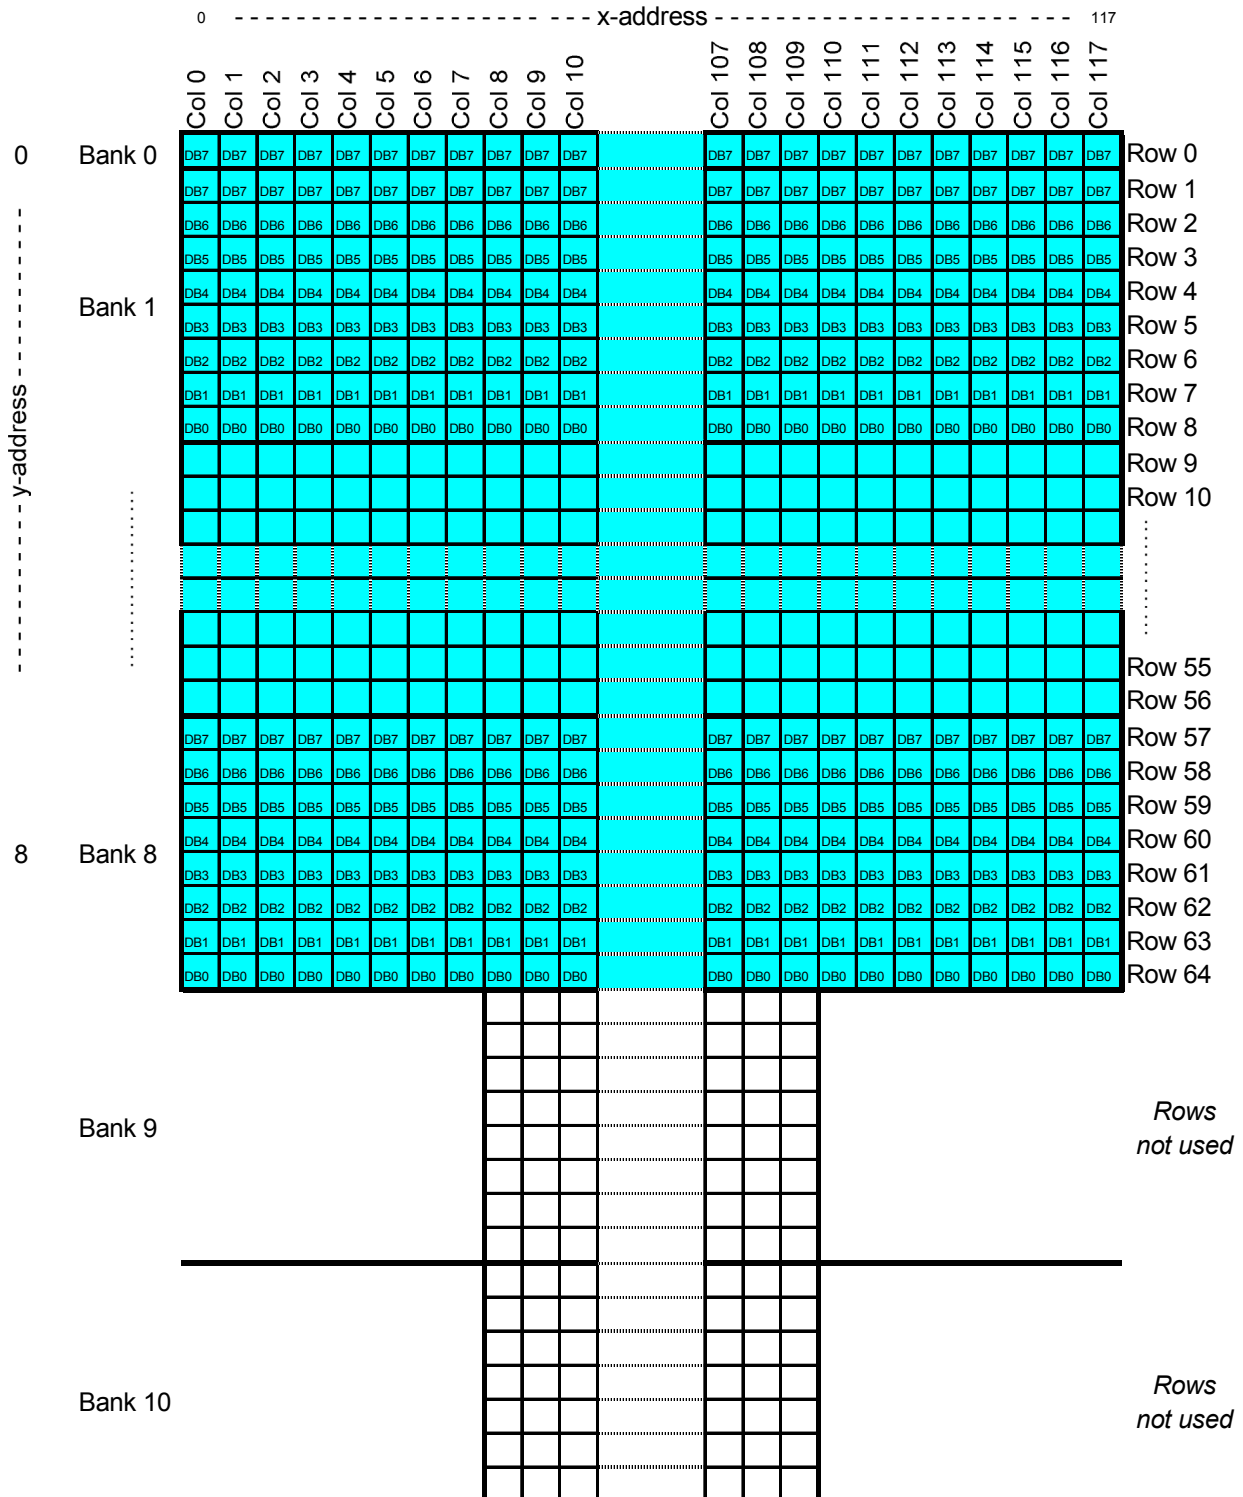 0 x-address 117
Col 0 Col 1 Col 2 Col 3 Col 4 Col 5 Col 6 Col 7 Col 8 Col 9 Col 10 Col 107 Col 108 Col 109 Col 110 Col 111 Col 112 Col 113 Col 114 Col 115 Col 116 Col 117
0 Bank 0 DB7 DB7 DB7 DB7 DB7 DB7 DB7 DB7 DB7 DB7 DB7 DB7 DB7 DB7 DB7 DB7 DB7 DB7 DB7 DB7 DB7 DB7 Row 0
DB7 DB7 DB7 DB7 DB7 DB7 DB7 DB7 DB7 DB7 DB7 DB7 DB7 DB7 DB7 DB7 DB7 DB7 DB7 DB7 DB7 DB7 Row 1
DB6 DB6 DB6 DB6 DB6 DB6 DB6 DB6 DB6 DB6 DB6 DB6 DB6 DB6 DB6 DB6 DB6 DB6 DB6 DB6 DB6 DB6 Row 2
DB5 DB5 DB5 DB5 DB5 DB5 DB5 DB5 DB5 DB5 DB5 DB5 DB5 DB5 DB5 DB5 DB5 DB5 DB5 DB5 DB5 DB5 Row 3
Bank 1 DB4 DB4 DB4 DB4 DB4 DB4 DB4 DB4 DB4 DB4 DB4 DB4 DB4 DB4 DB4 DB4 DB4 DB4 DB4 DB4 DB4 DB4 Row 4
DB3 DB3 DB3 DB3 DB3 DB3 DB3 DB3 DB3 DB3 DB3 DB3 DB3 DB3 DB3 DB3 DB3 DB3 DB3 DB3 DB3 DB3 Row 5
DB2 DB2 DB2 DB2 DB2 DB2 DB2 DB2 DB2 DB2 DB2 DB2 DB2 DB2 DB2 DB2 DB2 DB2 DB2 DB2 DB2 DB2 Row 6
DB1 DB1 DB1 DB1 DB1 DB1 DB1 DB1 DB1 DB1 DB1 DB1 DB1 DB1 DB1 DB1 DB1 DB1 DB1 DB1 DB1 DB1 Row 7
DB0 DB0 DB0 DB0 DB0 DB0 DB0 DB0 DB0 DB0 DB0 DB0 DB0 DB0 DB0 DB0 DB0 DB0 DB0 DB0 DB0 DB0 Row 8
y-address
Row 9
Row 10
Row 55
Row 56
DB7 DB7 DB7 DB7 DB7 DB7 DB7 DB7 DB7 DB7 DB7 DB7 DB7 DB7 DB7 DB7 DB7 DB7 DB7 DB7 DB7 DB7 Row 57
DB6 DB6 DB6 DB6 DB6 DB6 DB6 DB6 DB6 DB6 DB6 DB6 DB6 DB6 DB6 DB6 DB6 DB6 DB6 DB6 DB6 DB6 Row 58
DB5 DB5 DB5 DB5 DB5 DB5 DB5 DB5 DB5 DB5 DB5 DB5 DB5 DB5 DB5 DB5 DB5 DB5 DB5 DB5 DB5 DB5 Row 59
8 Bank 8 DB4 DB4 DB4 DB4 DB4 DB4 DB4 DB4 DB4 DB4 DB4 DB4 DB4 DB4 DB4 DB4 DB4 DB4 DB4 DB4 DB4 DB4 Row 60
DB3 DB3 DB3 DB3 DB3 DB3 DB3 DB3 DB3 DB3 DB3 DB3 DB3 DB3 DB3 DB3 DB3 DB3 DB3 DB3 DB3 DB3 Row 61
DB2 DB2 DB2 DB2 DB2 DB2 DB2 DB2 DB2 DB2 DB2 DB2 DB2 DB2 DB2 DB2 DB2 DB2 DB2 DB2 DB2 DB2 Row 62
DB1 DB1 DB1 DB1 DB1 DB1 DB1 DB1 DB1 DB1 DB1 DB1 DB1 DB1 DB1 DB1 DB1 DB1 DB1 DB1 DB1 DB1 Row 63
DB0 DB0 DB0 DB0 DB0 DB0 DB0 DB0 DB0 DB0 DB0 DB0 DB0 DB0 DB0 DB0 DB0 DB0 DB0 DB0 DB0 DB0 Row 64
Bank 9
Rows
not used
Bank 10
Rows
not used